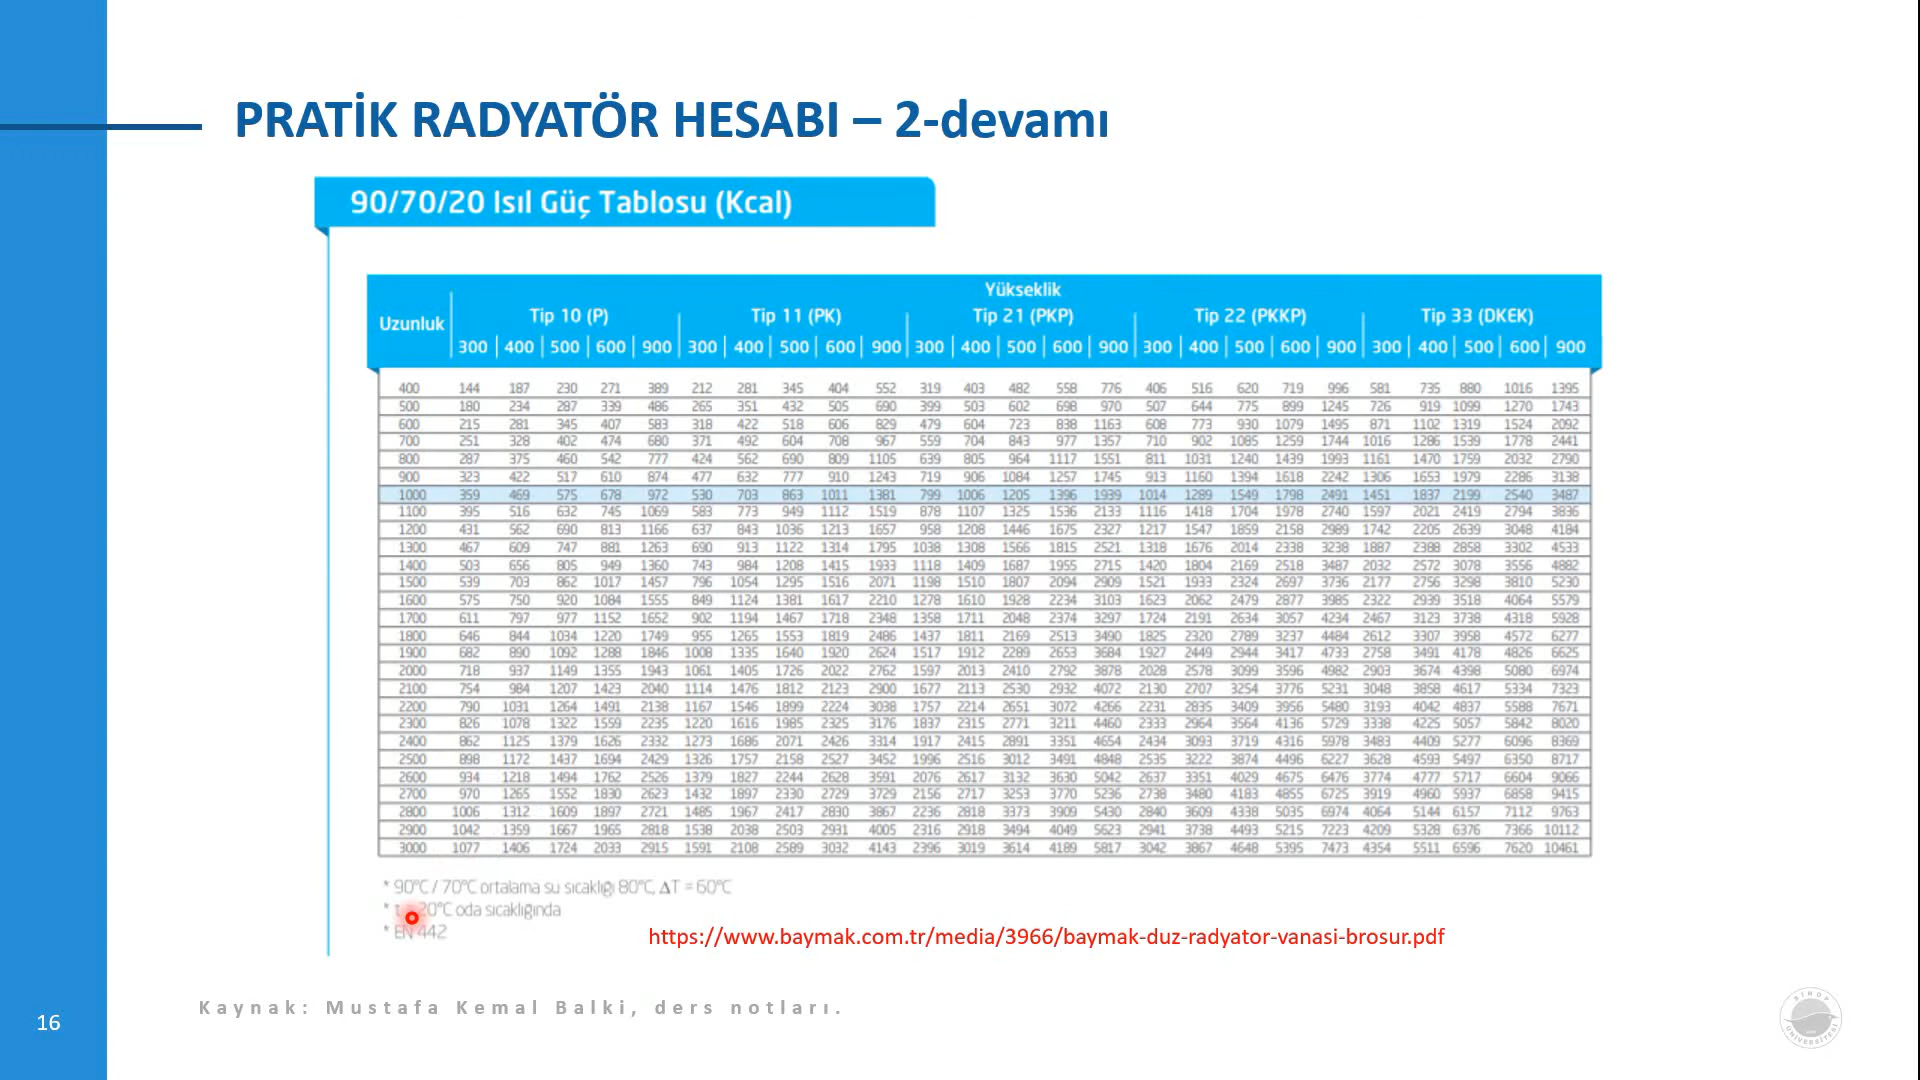 PRATİK RADYATÖR HESABI – 2-devamı
90/70/20 Isıl Güç Tablosu (Kcal)
Yükseklik
Uzunluk Tip 10 (P) Tip 11 (PK) Tip 21 (PKP) Tip 22 (PKKP) Tip 33 (DKEK)
300 400 500 600 900 300 400 500 600 900 300 400 500 600 900 300 400 500 600 900 300 400 500 600 900
400 144 187 230 271 389 212 281 345 404 552 319 403 482 558 776 406 516 620 719 996 581 735 880 1016 1395
500 180 234 287 339 486 265 351 432 505 690 399 503 602 698 970 507 644 775 899 1245 726 919 1099 1270 1743
600 215 281 345 407 583 318 422 518 606 829 479 604 723 838 1163 608 773 930 1079 1495 871 1102 1319 1524 2092
700 251 328 402 474 680 371 492 604 708 967 559 704 843 977 1357 710 902 1085 1259 1744 1016 1286 1539 1778 2441
800 287 375 460 542 777 424 562 690 809 1105 639 805 964 1117 1551 811 1031 1240 1439 1993 1161 1470 1759 2032 2790
900 323 422 517 610 874 477 632 777 910 1243 719 906 1084 1257 1745 913 1160 1394 1618 2242 1306 1653 1979 2286 3138
1000 359 469 575 678 972 530 703 863 1011 1381 799 1006 1205 1396 1939 1014 1289 1549 1798 2491 1451 1837 2199 2540 3487
1100 395 516 632 745 1069 583 773 949 1112 1519 878 1107 1325 1536 2133 1116 1418 1704 1978 2740 1597 2021 2419 2794 3836
1200 431 562 690 813 1166 637 843 1036 1213 1657 958 1208 1446 1675 2327 1217 1547 1859 2158 2989 1742 2205 2639 3048 4184
1300 467 609 747 881 1263 690 913 1122 1314 1795 1038 1308 1566 1815 2521 1318 1676 2014 2338 3238 1887 2388 2858 3302 4533
1400 503 656 805 949 1360 743 984 1208 1415 1933 1118 1409 1687 1955 2715 1420 1804 2169 2518 3487 2032 2572 3078 3556 4882
1500 539 703 862 1017 1457 796 1054 1295 1516 2071 1198 1510 1807 2094 2909 1521 1933 2324 2697 3736 2177 2756 3298 3810 5230
1600 575 750 920 1084 1555 849 1124 1381 1617 2210 1278 1610 1928 2234 3103 1623 2062 2479 2877 3985 2322 2939 3518 4064 5579
1700 611 797 977 1152 1652 902 1194 1467 1718 2348 1358 1711 2048 2374 3297 1724 2191 2634 3057 4234 2467 3123 3738 4318 5928
1800 646 844 1034 1220 1749 955 1265 1553 1819 2486 1437 1811 2169 2513 3490 1825 2320 2789 3237 4484 2612 3307 3958 4572 6277
1900 682 890 1092 1288 1846 1008 1335 1640 1920 2624 1517 1912 2289 2653 3684 1927 2449 2944 3417 4733 2758 3491 4178 4826 6625
2000 718 937 1149 1355 1943 1061 1405 1726 2022 2762 1597 2013 2410 2792 3878 2028 2578 3099 3596 4982 2903 3674 4398 5080 6974
2100 754 984 1207 1423 2040 1114 1476 1812 2123 2900 1677 2113 2530 2932 4072 2130 2707 3254 3776 5231 3048 3858 4617 5334 7323
2200 790 1031 1264 1491 2138 1167 1546 1899 2224 3038 1757 2214 2651 3072 4266 2231 2835 3409 3956 5480 3193 4042 4837 5588 7671
2300 826 1078 1322 1559 2235 1220 1616 1985 2325 3176 1837 2315 2771 3211 4460 2333 2964 3564 4136 5729 3338 4225 5057 5842 8020
2400 862 1125 1379 1626 2332 1273 1686 2071 2426 3314 1917 2415 2891 3351 4654 2434 3093 3719 4316 5978 3483 4409 5277 6096 8369
2500 898 1172 1437 1694 2429 1326 1757 2158 2527 3452 1996 2516 3012 3491 4848 2535 3222 3874 4496 6227 3628 4593 5497 6350 8717
2600 934 1218 1494 1762 2526 1379 1827 2244 2628 3591 2076 2617 3132 3630 5042 2637 3351 4029 4675 6476 3774 4777 5717 6604 9066
2700 970 1265 1552 1830 2623 1432 1897 2330 2729 3729 2156 2717 3253 3770 5236 2738 3480 4183 4855 6725 3919 4960 5937 6858 9415
2800 1006 1312 1609 1897 2721 1485 1967 2417 2830 3867 2236 2818 3373 3909 5430 2840 3609 4338 5035 6974 4064 5144 6157 7112 9763
2900 1042 1359 1667 1965 2818 1538 2038 2503 2931 4005 2316 2918 3494 4049 5623 2941 3738 4493 5215 7223 4209 5328 6376 7366 10112
3000 1077 1406 1724 2033 2915 1591 2108 2589 3032 4143 2396 3019 3614 4189 5817 3042 3867 4648 5395 7473 4354 5511 6596 7620 10461
* 90°C / 70°C ortalama su sıcaklığı 80°C, ΔT = 60°C
* 20°C oda sıcaklığında
* EN 442
https://www.baymak.com.tr/media/3966/baymak-duz-radyator-vanasi-brosur.pdf
Kaynak: Mustafa Kemal Balki, ders notları.
16
SİNOP ÜNİVERSİTESİ